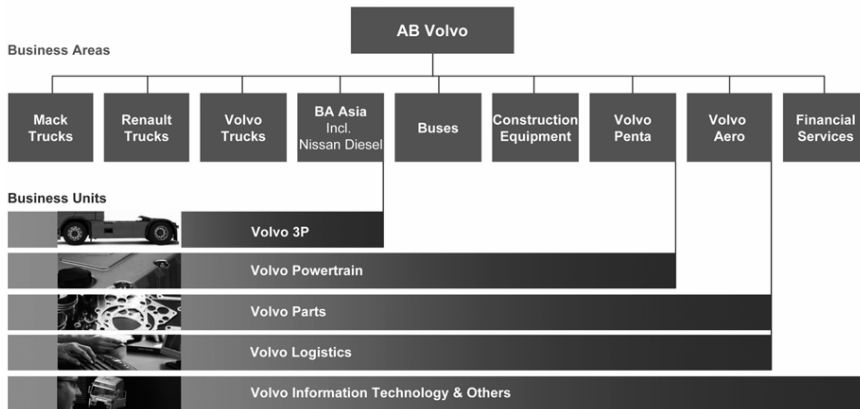 AB Volvo
Business Areas
Mack
Trucks
Renault
Trucks
Volvo
Trucks
BA Asia
Incl.
Nissan Diesel
Buses
Construction
Equipment
Volvo
Penta
Volvo
Aero
Financial
Services
Business Units
Volvo 3P
Volvo Powertrain
Volvo Parts
Volvo Logistics
Volvo Information Technology & Others